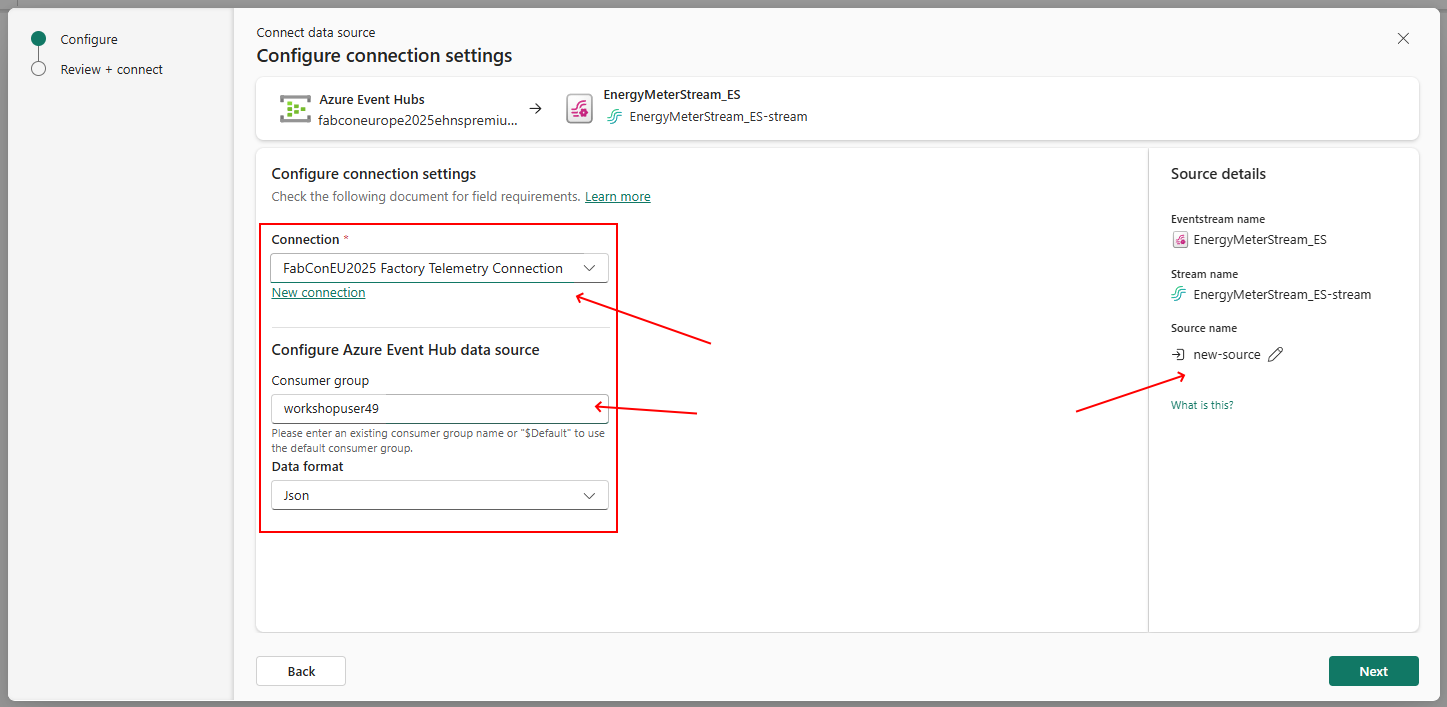 Configure
Review + connect
Connect data source
Configure connection settings
Azure Event Hubs
fabconeurope2025ehnspremiu...
EnergyMeterStream_ES
EnergyMeterStream_ES-stream
Configure connection settings
Check the following document for field requirements. Learn more
Connection *
FabConEU2025 Factory Telemetry Connection
New connection
Configure Azure Event Hub data source
Consumer group
workshopuser49
Please enter an existing consumer group name or "$Default" to use
the default consumer group.
Data format
Json
Source details
Eventstream name
EnergyMeterStream_ES
Stream name
EnergyMeterStream_ES-stream
Source name
new-source
What is this?
Back
Next